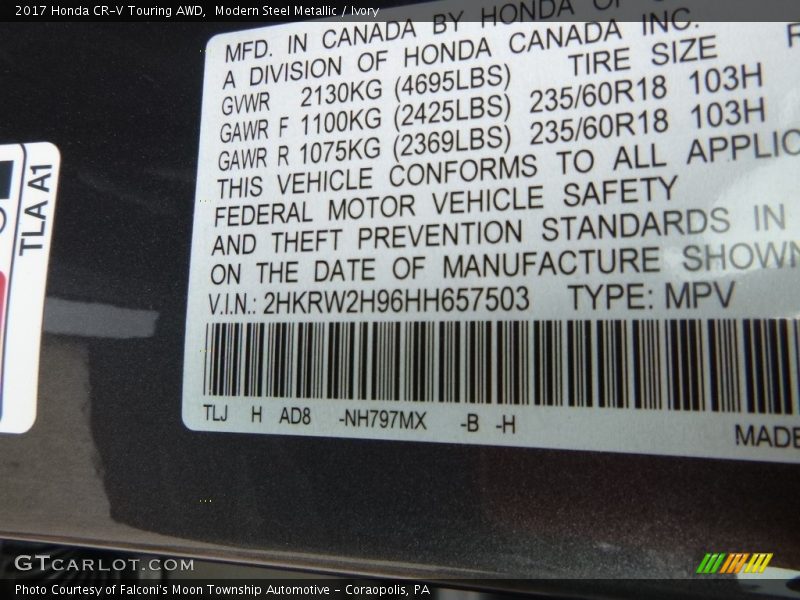 2017 Honda CR-V Touring AWD,  Modern Steel Metallic / Ivory
MFD. IN CANADA BY HONDA OF
A DIVISION OF HONDA CANADA INC.
GVWR 2130KG (4695LBS) TIRE SIZE
GAWR F 1100KG (2425LBS) 235/60R18 103H
GAWR R 1075KG (2369LBS) 235/60R18 103H
THIS VEHICLE CONFORMS TO ALL APPLIC
FEDERAL MOTOR VEHICLE SAFETY
AND THEFT PREVENTION STANDARDS IN
ON THE DATE OF MANUFACTURE SHOWN
V.I.N.: 2HKRW2H96HH657503 TYPE: MPV
TLJ H AD8 -NH797MX -B -H
MADE
TLA A1
GTCARLOT.COM
Photo Courtesy of Falconi's Moon Township Automotive - Coraopolis, PA